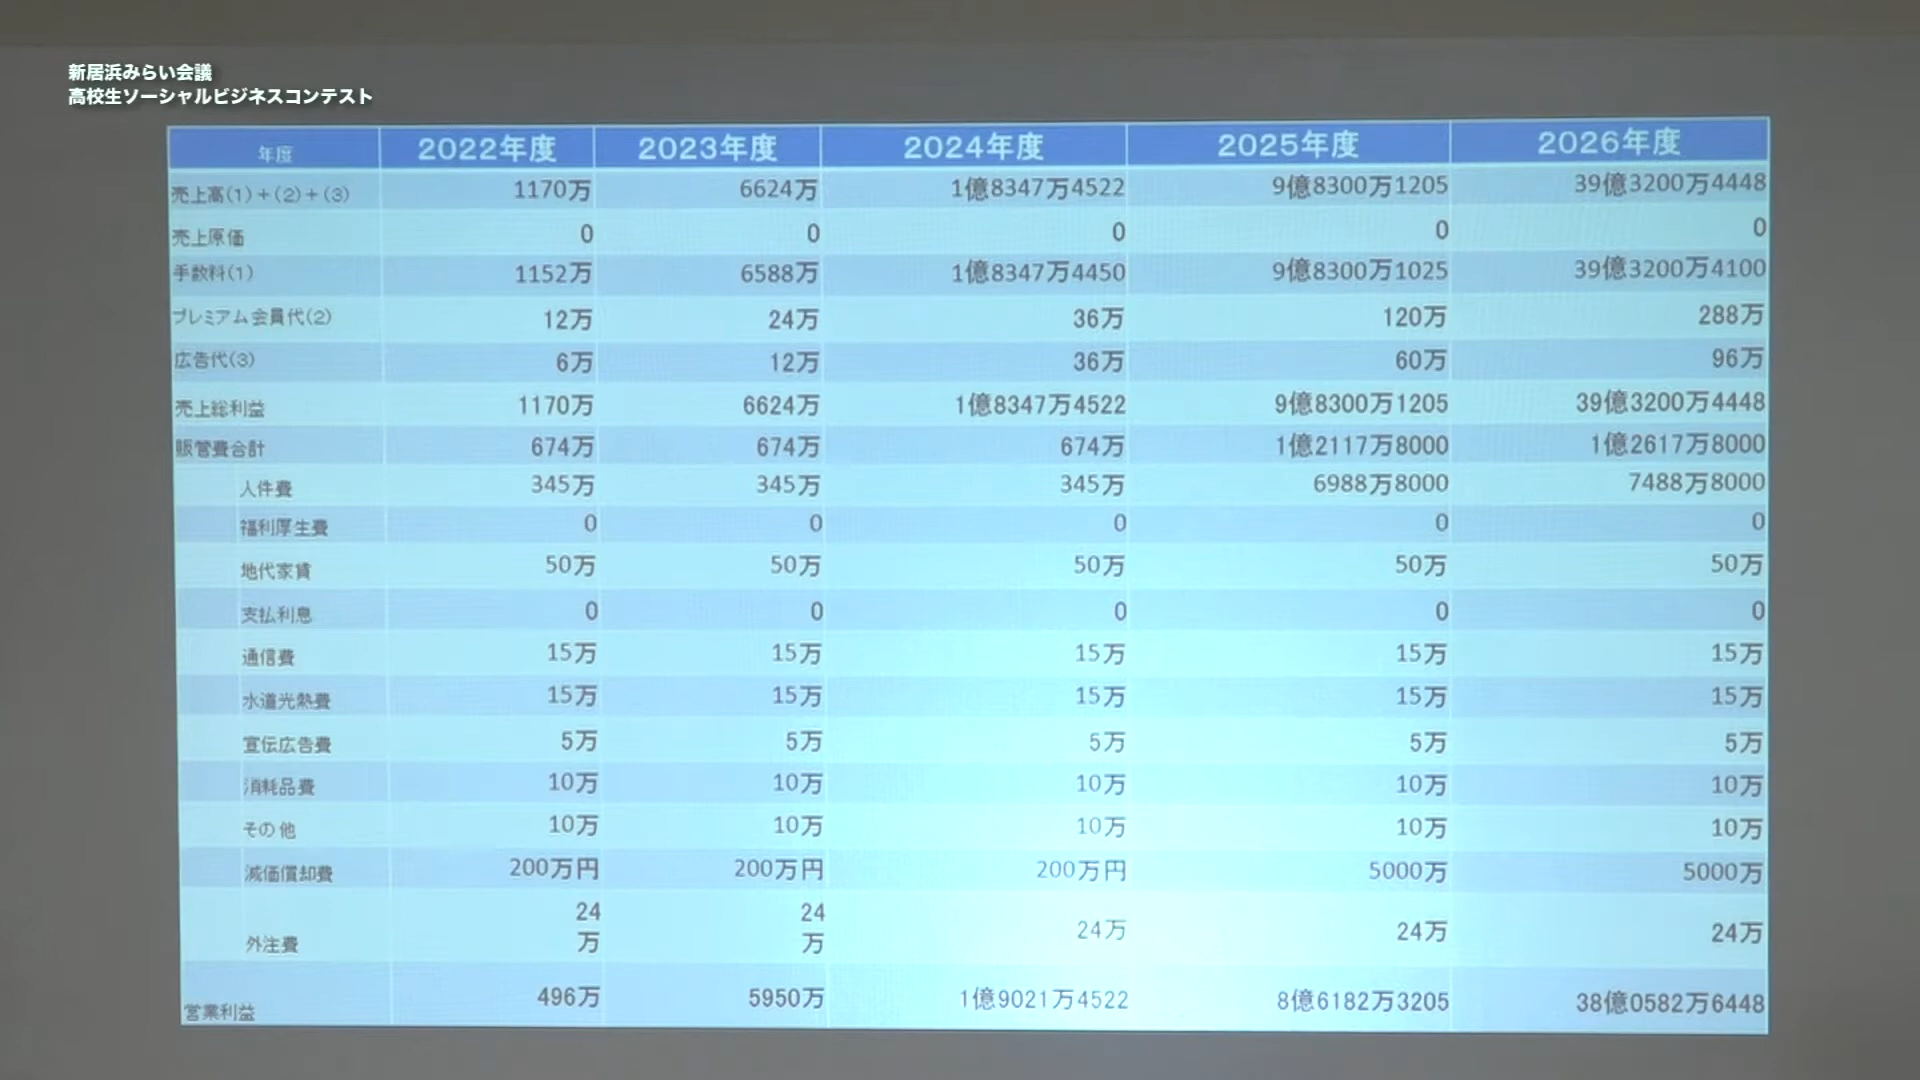 新居浜みらい会議
高校生ソーシャルビジネスコンテスト
年度 2022年度 2023年度 2024年度 2025年度 2026年度
売上高(1)+(2)+(3) 1170万 6624万 1億8347万4522 9億8300万1205 39億3200万4448
売上原価 0 0 0 0 0
手数料(1) 1152万 6588万 1億8347万4450 9億8300万1025 39億3200万4100
プレミアム会員代(2) 12万 24万 36万 120万 288万
広告代(3) 6万 12万 36万 60万 96万
売上総利益 1170万 6624万 1億8347万4522 9億8300万1205 39億3200万4448
販管費合計 674万 674万 674万 1億2117万8000 1億2617万8000
人件費 345万 345万 345万 6988万8000 7488万8000
福利厚生費 0 0 0 0 0
地代家賃 50万 50万 50万 50万 50万
支払利息 0 0 0 0 0
通信費 15万 15万 15万 15万 15万
水道光熱費 15万 15万 15万 15万 15万
宣伝広告費 5万 5万 5万 5万 5万
消耗品費 10万 10万 10万 10万 10万
その他 10万 10万 10万 10万 10万
減価償却費 200万円 200万円 200万円 5000万 5000万
外注費 24万 24万 24万 24万 24万
営業利益 496万 5950万 1億9021万4522 8億6182万3205 38億0582万6448